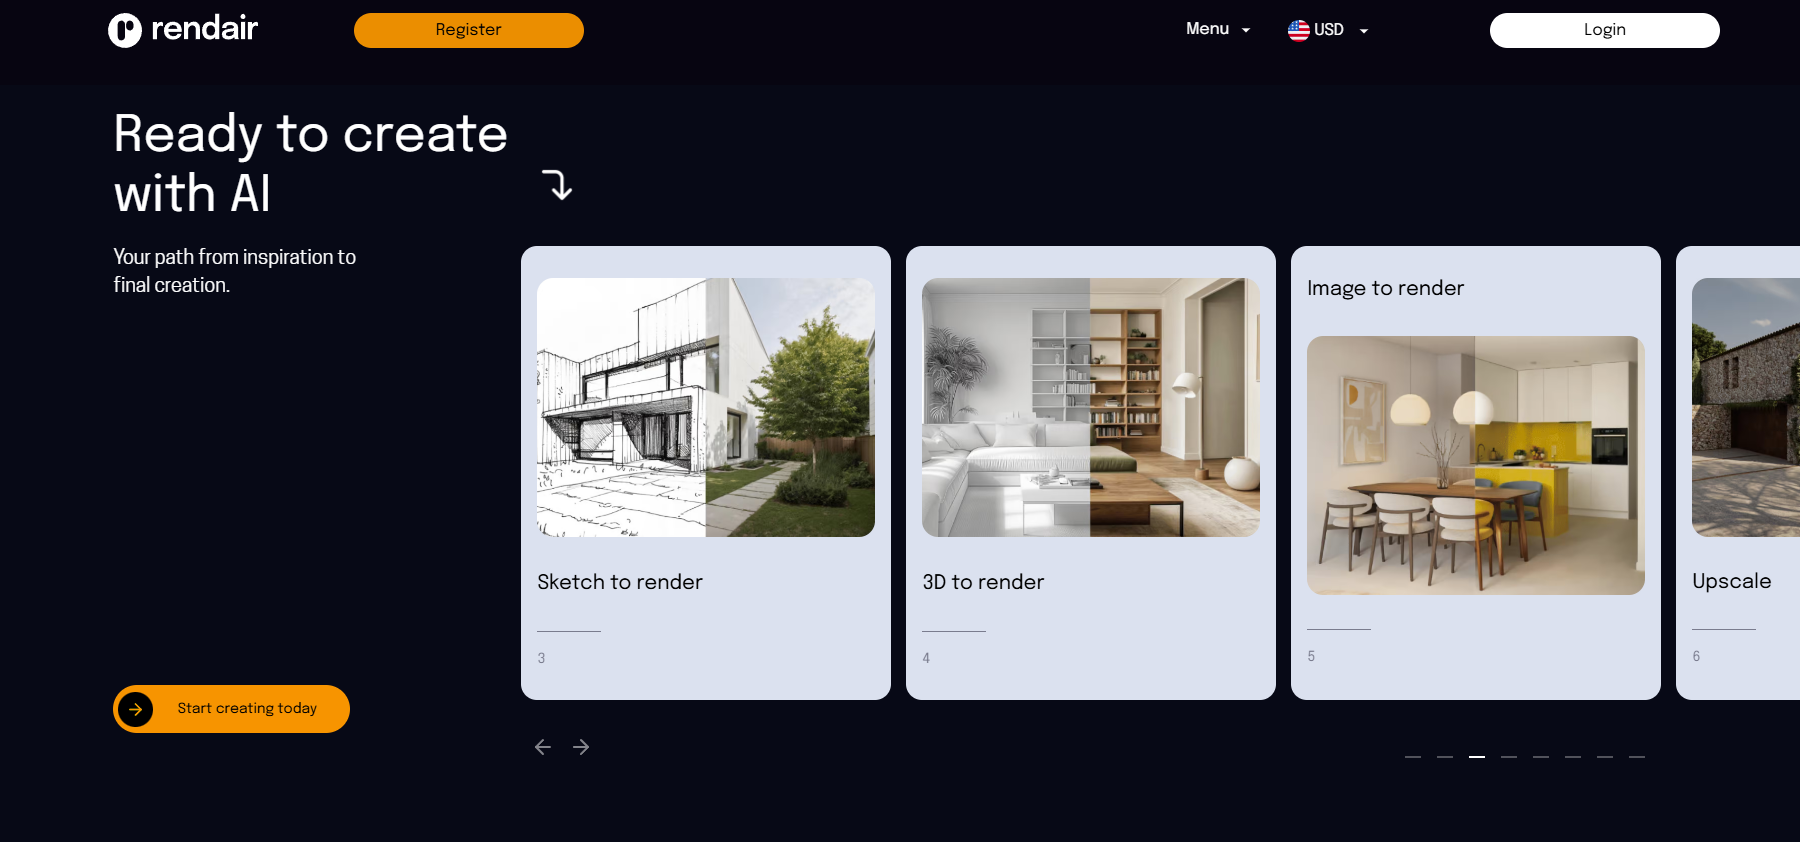 rendair
Register
Menu
USD
Login
Ready to create
with AI
Your path from inspiration to
final creation.
Start creating today
Sketch to render
3
3D to render
4
Image to render
5
Upscale
6